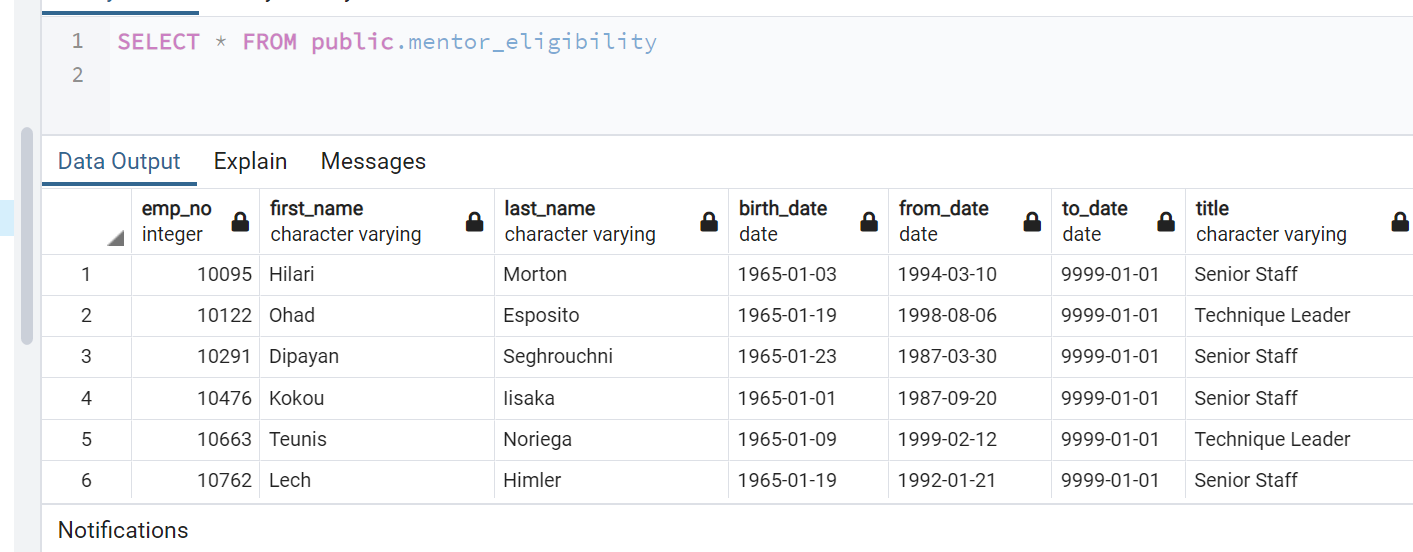 1 SELECT * FROM public.mentor_eligibility
2
Data Output Explain Messages
emp_no first_name last_name birth_date from_date to_date title
integer character varying character varying date date date character varying
1 10095 Hilari Morton 1965-01-03 1994-03-10 9999-01-01 Senior Staff
2 10122 Ohad Esposito 1965-01-19 1998-08-06 9999-01-01 Technique Leader
3 10291 Dipayan Seghrouchni 1965-01-23 1987-03-30 9999-01-01 Senior Staff
4 10476 Kokou Iisaka 1965-01-01 1987-09-20 9999-01-01 Senior Staff
5 10663 Teunis Noriega 1965-01-09 1999-02-12 9999-01-01 Technique Leader
6 10762 Lech Himler 1965-01-19 1992-01-21 9999-01-01 Senior Staff
Notifications